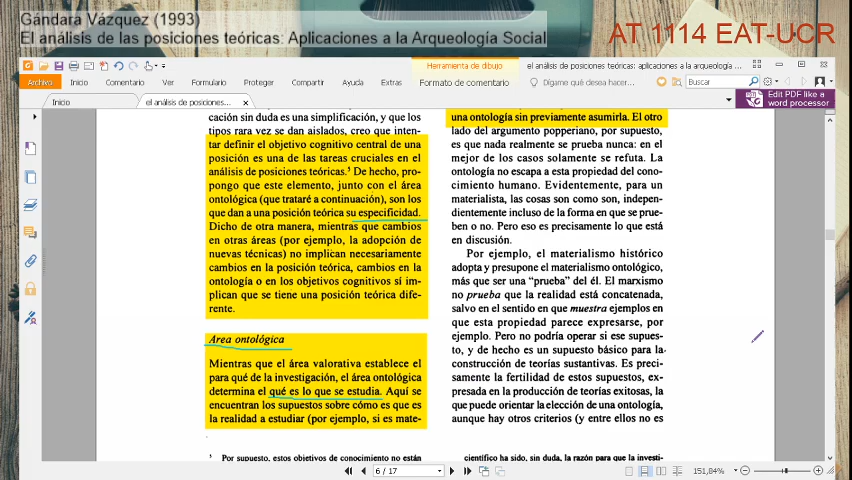 Gándara Vázquez (1993)
El análisis de las posiciones teóricas: Aplicaciones a la Arqueología Social
AT 1114 EAT-UCR
Herramienta de dibujo
el análisis de posiciones teóricas: aplicaciones a la arqueología
Archivo Inicio Convertir Editar Organizar Comentario Ver Formulario Proteger Compartir Ayuda Extras Formato de comentario Dígame qué desea hacer... Buscar
Inicio
el análisis de posiciones...
Edit PDF like a word processor
cación sin duda es una simplificación, y que los
tipos rara vez se dan aislados, creo que inten-
tar definir el objetivo cognitivo central de una
posición es una de las tareas cruciales en el
análisis de posiciones teóricas.⁵ De hecho, pro-
pongo que este elemento, junto con el área
ontológica (que trataré a continuación), son los
que dan a una posición teórica su especificidad.
Dicho de otra manera, mientras que cambios
en otras áreas (por ejemplo, la adopción de
nuevas técnicas) no implican necesariamente
cambios en la posición teórica, cambios en la
ontología o en los objetivos cognitivos sí im-
plican que se tiene una posición teórica dife-
rente.
Area ontológica
Mientras que el área valorativa establece el
para qué de la investigación, el área ontológica
determina el qué es lo que se estudia. Aquí se
encuentran los supuestos sobre cómo es que es
la realidad a estudiar (por ejemplo, si es mate-
⁵ Por supuesto, estos objetivos de conocimiento no están
una ontología sin previamente asumirla. El otro
lado del argumento popperiano, por supuesto,
es que nada realmente se prueba nunca: en el
mejor de los casos solamente se refuta. La
ontología no escapa a esta propiedad del cono-
cimiento humano. Evidentemente, para un
materialista, las cosas son como son, indepen-
dientemente incluso de la forma en que se prue-
ben o no. Pero eso es precisamente lo que está
en discusión.
Por ejemplo, el materialismo histórico
adopta y presupone el materialismo ontológico,
más que ser una “prueba” del él. El marxismo
no prueba que la realidad está concatenada,
salvo en el sentido en que muestra ejemplos en
que esta propiedad parece expresarse, por
ejemplo. Pero no podría operar si ese supues-
to, y de hecho es un supuesto básico para la
construcción de teorías sustantivas. Es preci-
samente la fertilidad de estos supuestos, ex-
presada en la producción de teorías exitosas, la
que puede orientar la elección de una ontología,
aunque hay otros criterios (y entre ellos no es
científico ha sido, sin duda, la razón para que la investi-
6 / 17
151,84%